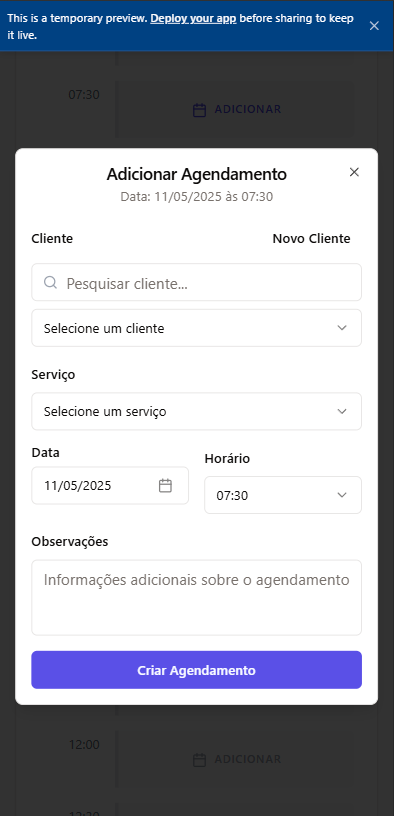 This is a temporary preview. Deploy your app before sharing to keep
it live.
07:30
ADICIONAR
Adicionar Agendamento
Data: 11/05/2025 às 07:30
Cliente
Novo Cliente
Pesquisar cliente...
Selecione um cliente
Serviço
Selecione um serviço
Data
Horário
11/05/2025
07:30
Observações
Informações adicionais sobre o agendamento
Criar Agendamento
12:00
ADICIONAR